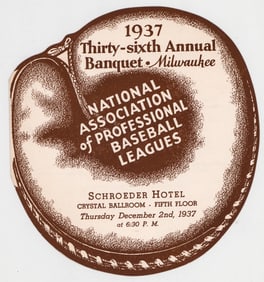 1937
Thirty-sixth Annual
Banquet • Milwaukee
NATIONAL
ASSOCIATION
of PROFESSIONAL
BASEBALL
LEAGUES
SCHROEDER HOTEL
CRYSTAL BALLROOM - FIFTH FLOOR
Thursday December 2nd, 1937
at 6:30 P. M.